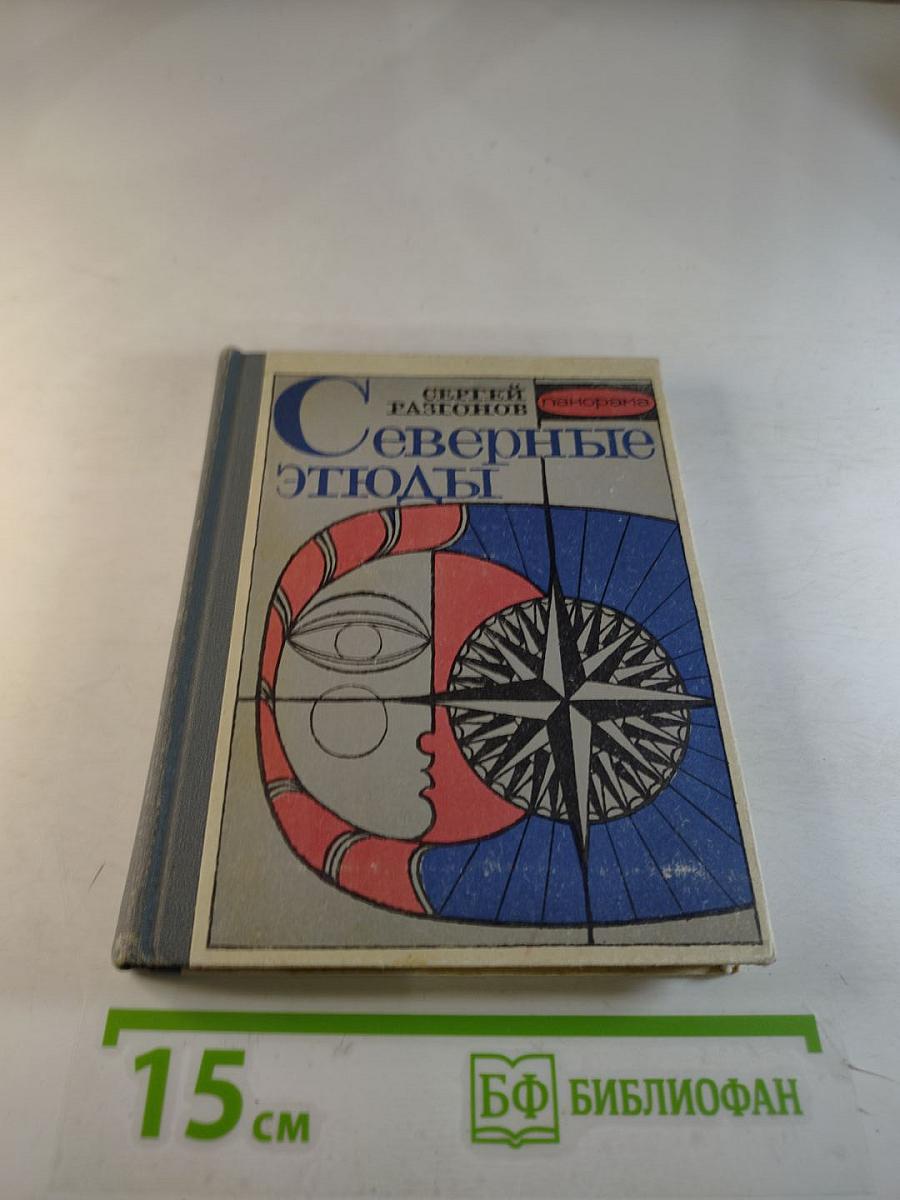 СЕРГЕЙ
РАЗГОНОВ
панорама
Северные
этюды
15 см
БФ БИБЛИОФАН